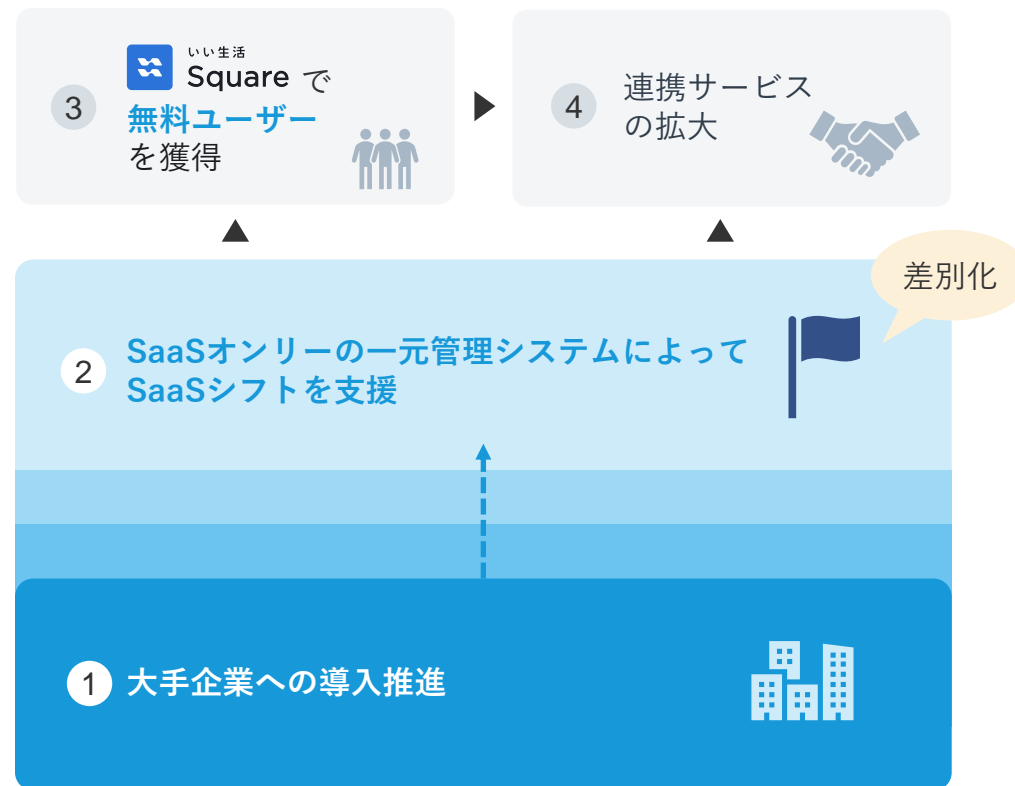 3
いい生活
Square で
無料ユーザー
を獲得
4
連携サービス
の拡大
差別化
2
SaaSオンリーの一元管理システムによって
SaaSシフトを支援
1
大手企業への導入推進